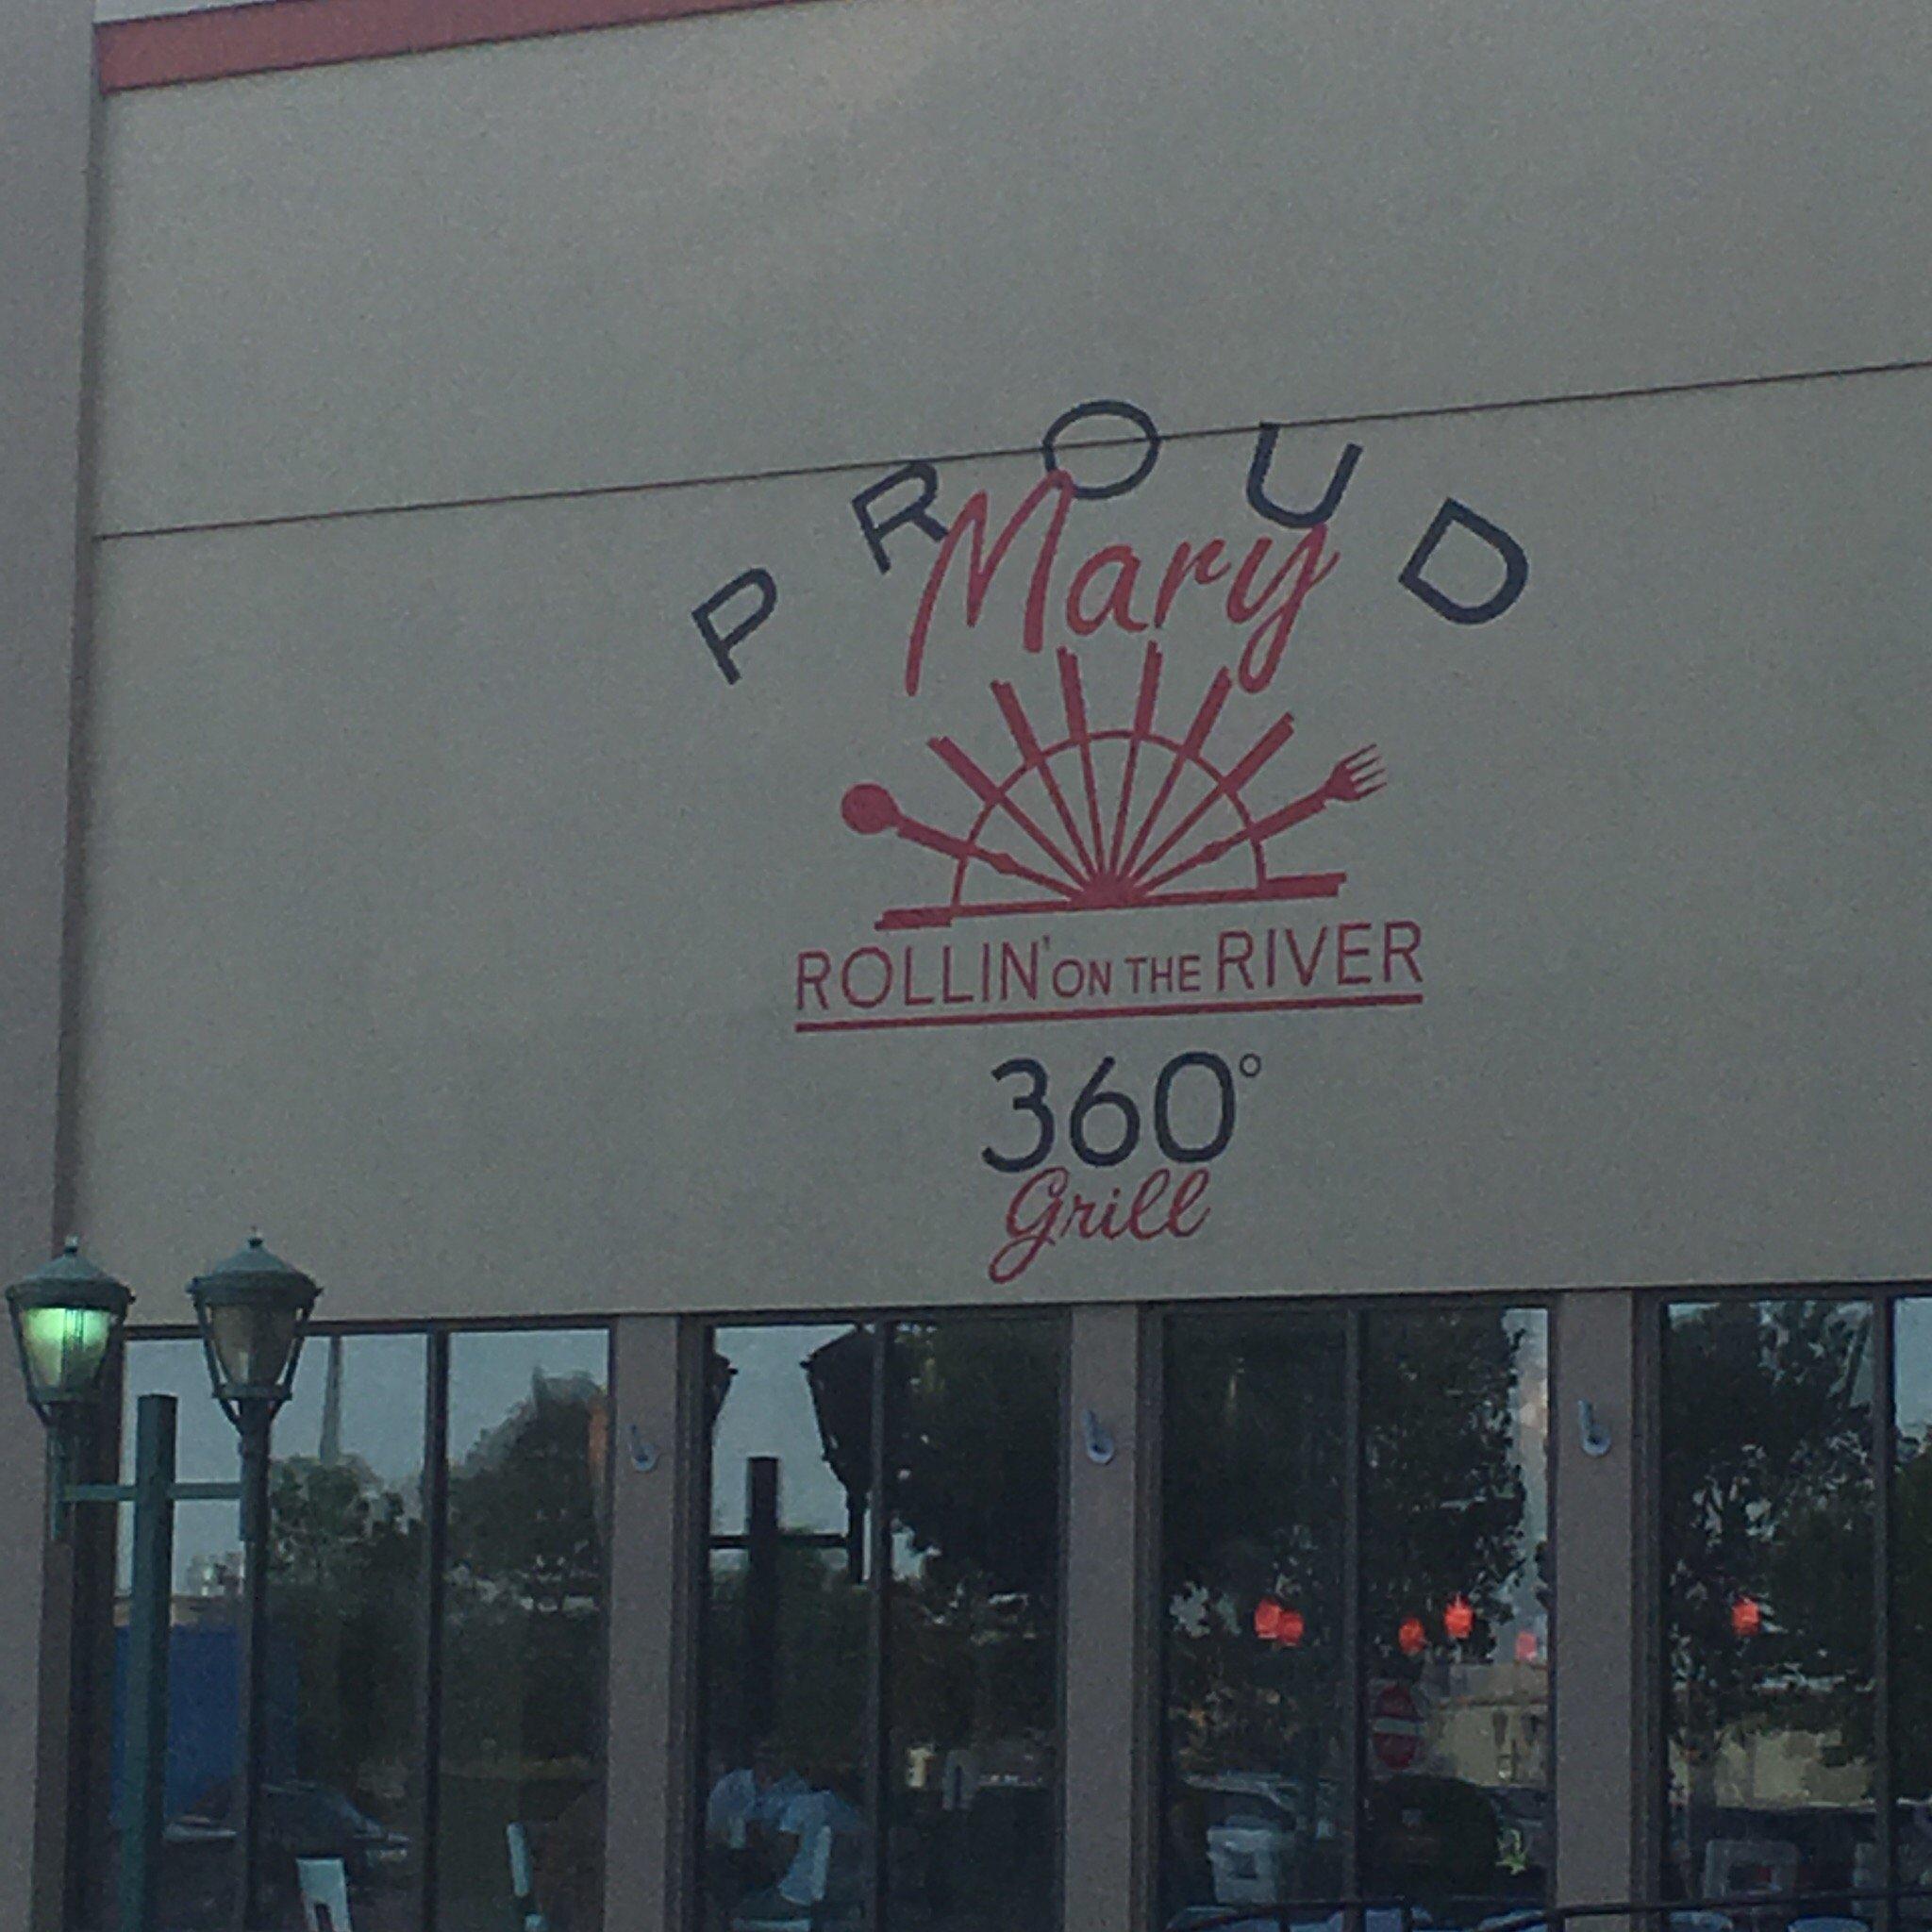 PROUD
Mary
ROLLIN' ON THE RIVER
360°
Grill